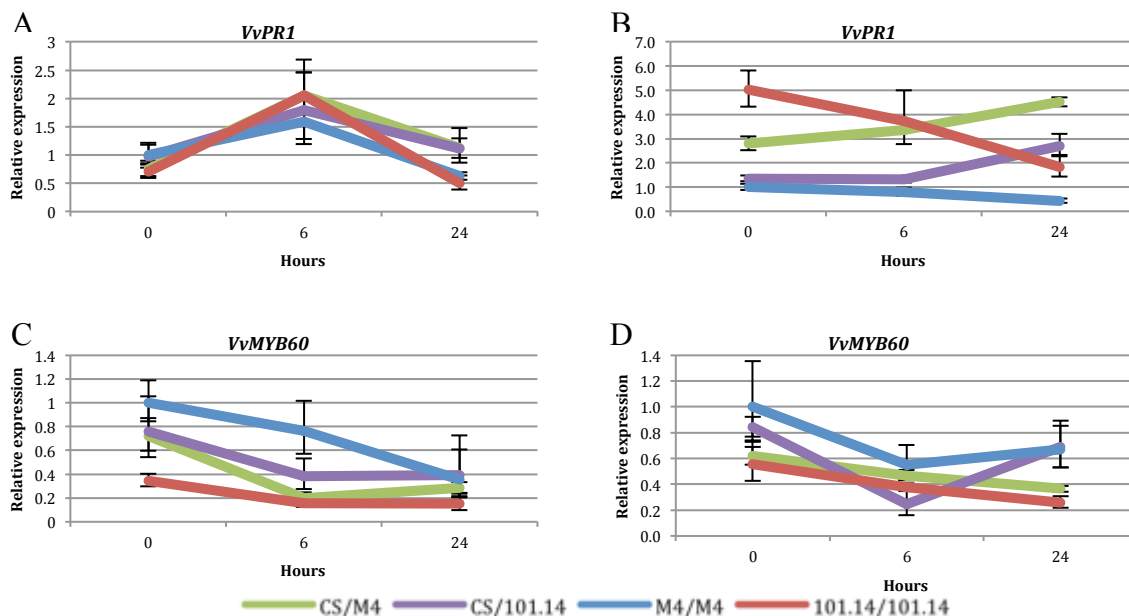 A
VvPR1
Relative expression
3
2.5
2
1.5
1
0.5
0
0 6 24
Hours
B
VvPR1
Relative expression
7.0
6.0
5.0
4.0
3.0
2.0
1.0
0.0
0 6 24
Hours
C
VvMYB60
Relative expression
1.4
1.2
1
0.8
0.6
0.4
0.2
0
0 6 24
Hours
D
VvMYB60
Relative expression
1.4
1.2
1.0
0.8
0.6
0.4
0.2
0.0
0 6 24
Hours
CS/M4 CS/101.14 M4/M4 101.14/101.14